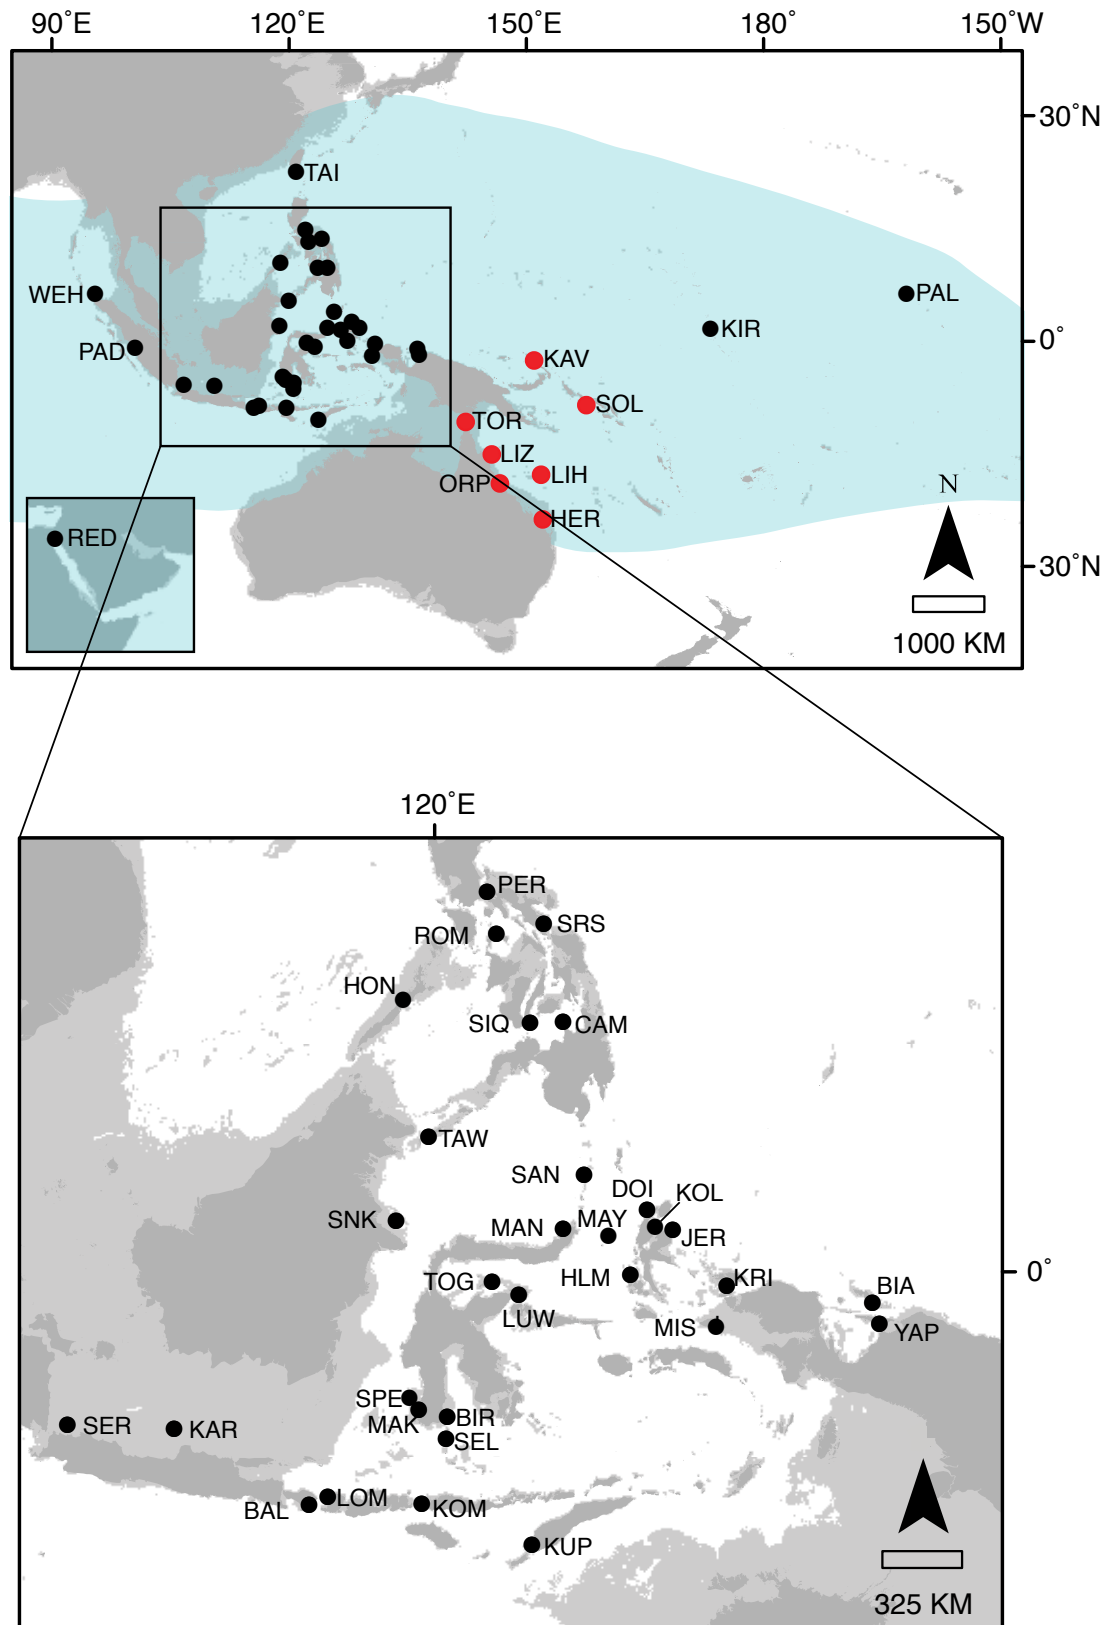 90˚E 120˚E 150˚E 180˚ 150˚W
30˚N
TAI
WEH
PAL
KIR
0˚
PAD
KAV
SOL
TOR
LIZ
LIH
ORP
N
HER
RED
30˚N
1000 KM
120˚E
PER
SRS
ROM
HON
SIQ
CAM
TAW
SAN
DOI
KOL
SNK
MAN
MAY
JER
0˚
TOG
HLM
KRI
BIA
LUW
MIS
YAP
SPE
MAK
BIR
SER
KAR
SEL
BAL
LOM
KOM
KUP
325 KM